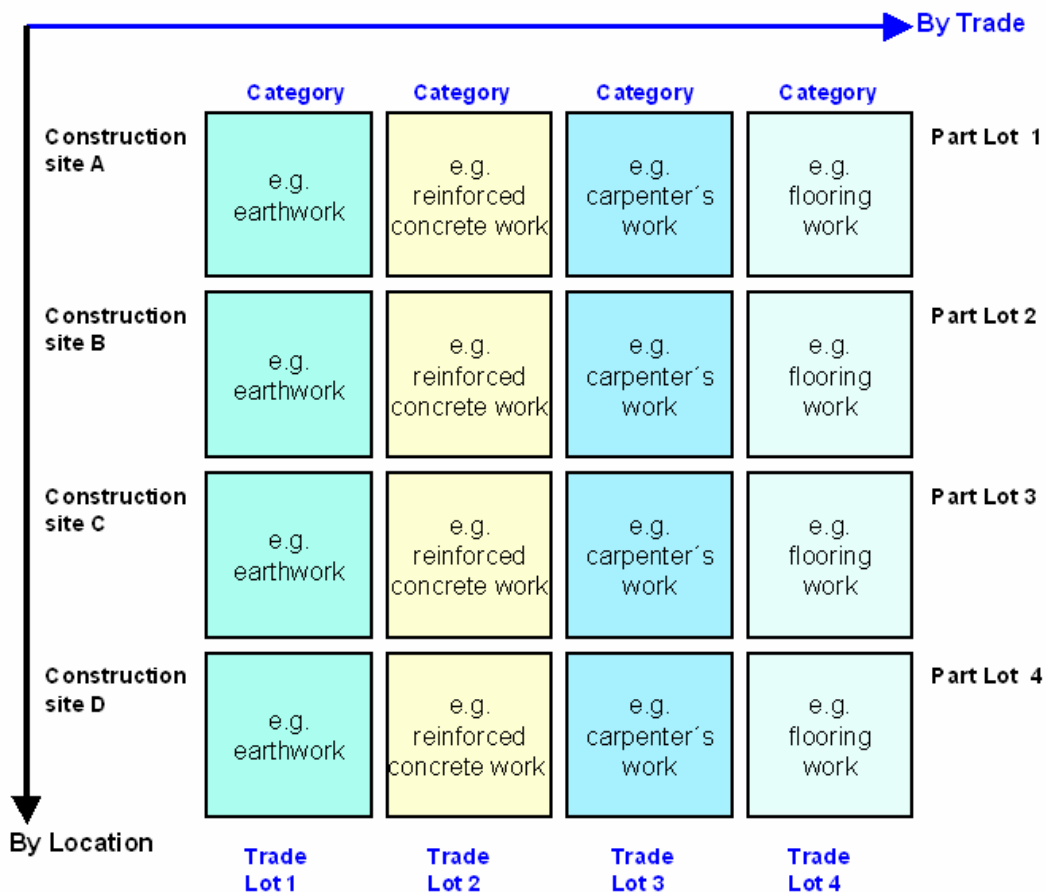 By Trade
Category Category Category Category
Construction
site A
e.g.
earthwork
e.g.
reinforced
concrete work
e.g.
carpenter´s
work
e.g.
flooring
work
Part Lot 1
Construction
site B
e.g.
earthwork
e.g.
reinforced
concrete work
e.g.
carpenter´s
work
e.g.
flooring
work
Part Lot 2
Construction
site C
e.g.
earthwork
e.g.
reinforced
concrete work
e.g.
carpenter´s
work
e.g.
flooring
work
Part Lot 3
Construction
site D
e.g.
earthwork
e.g.
reinforced
concrete work
e.g.
carpenter´s
work
e.g.
flooring
work
Part Lot 4
By Location
Trade
Lot 1
Trade
Lot 2
Trade
Lot 3
Trade
Lot 4